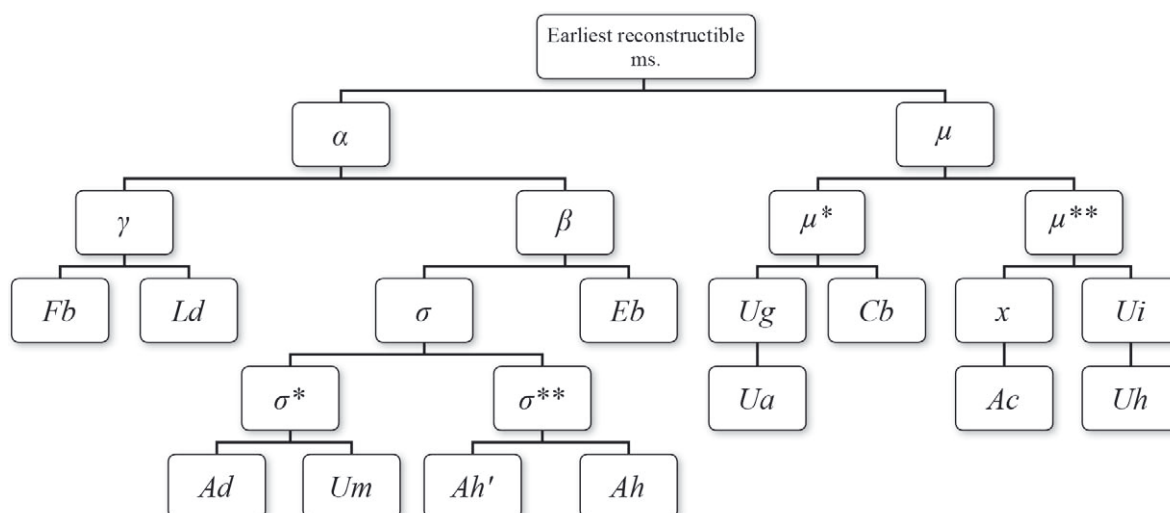 Earliest reconstructible
ms.
α
μ
γ
β
μ*
μ**
Fb
Ld
σ
Eb
Ug
Cb
x
Ui
σ*
σ**
Ua
Ac
Uh
Ad
Um
Ah'
Ah